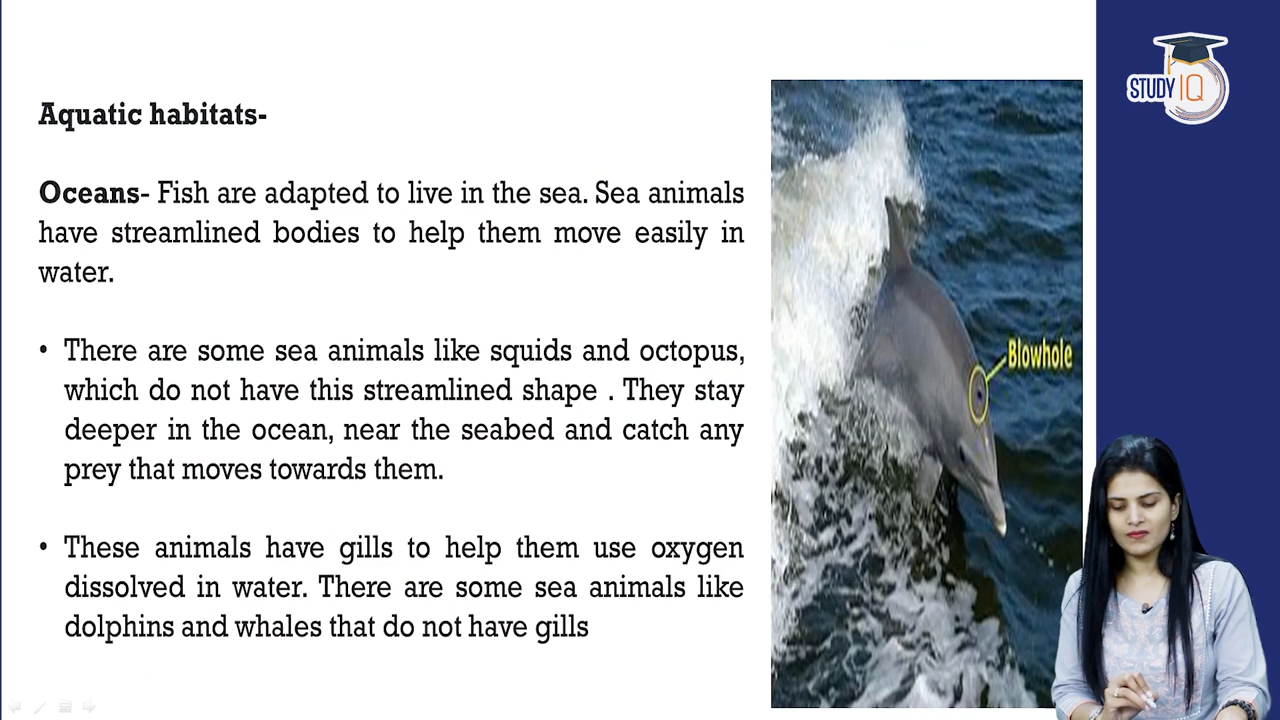 STUDY IQ
Aquatic habitats-
Oceans- Fish are adapted to live in the sea. Sea animals
have streamlined bodies to help them move easily in
water.
• There are some sea animals like squids and octopus,
which do not have this streamlined shape . They stay
deeper in the ocean, near the seabed and catch any
prey that moves towards them.
Blowhole
• These animals have gills to help them use oxygen
dissolved in water. There are some sea animals like
dolphins and whales that do not have gills